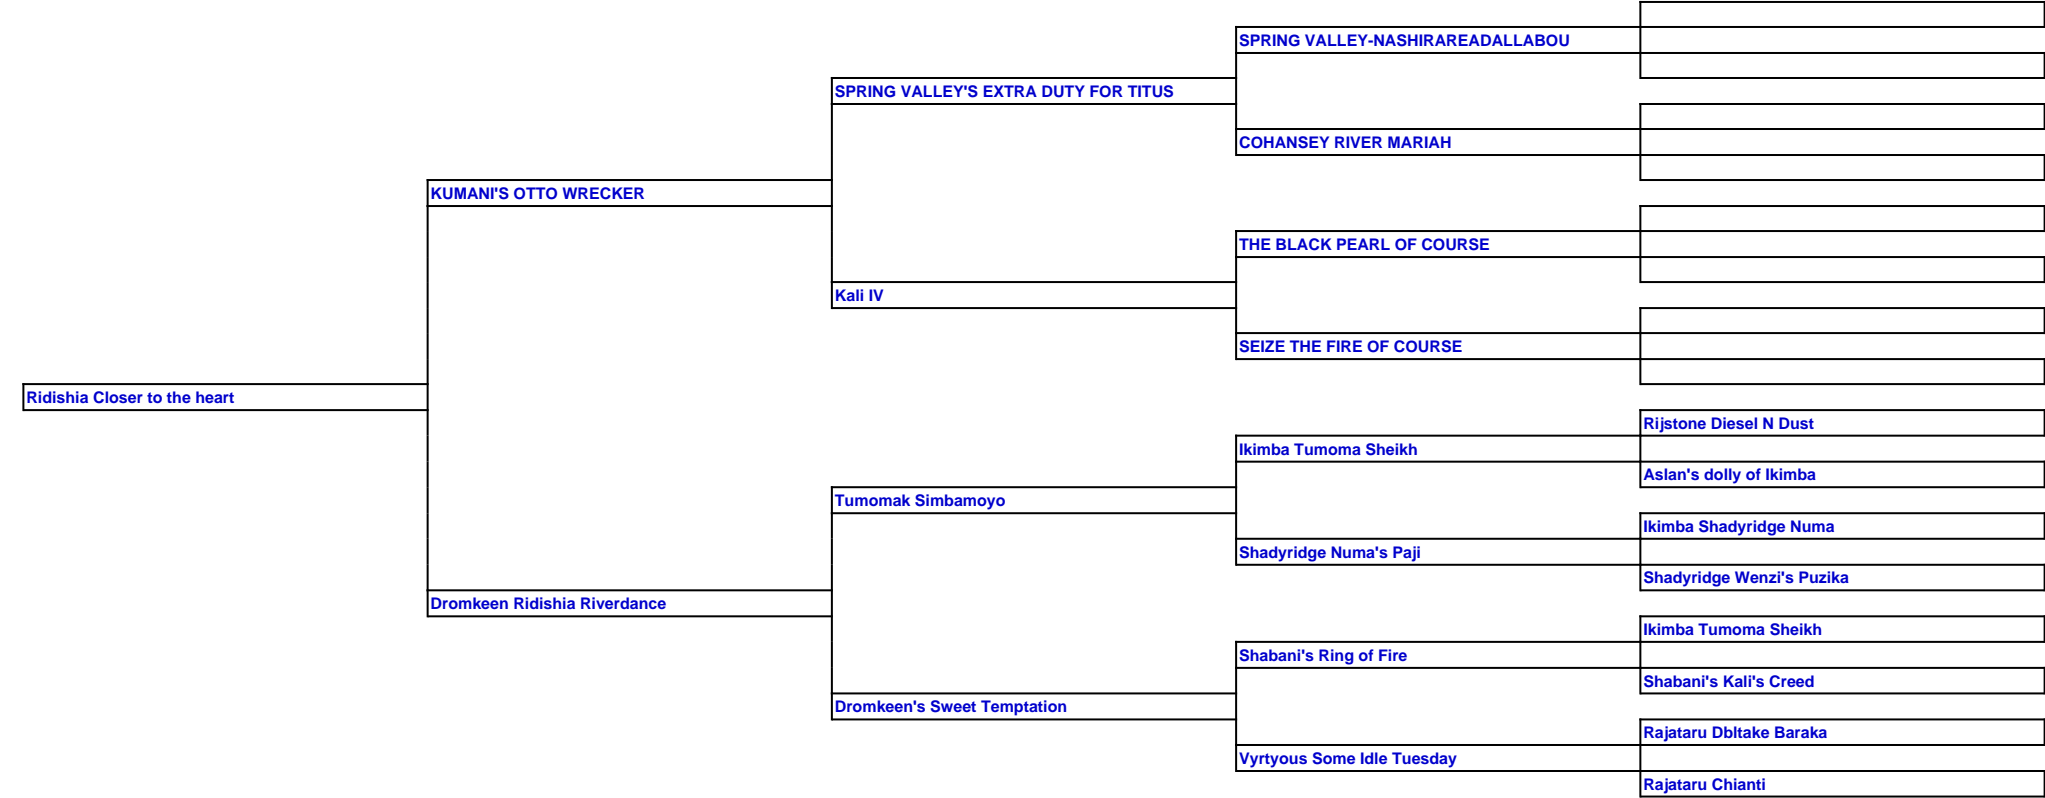 SPRING VALLEY-NASHIRAREADALLABOU
SPRING VALLEY'S EXTRA DUTY FOR TITUS
COHANSEY RIVER MARIAH
KUMANI'S OTTO WRECKER
THE BLACK PEARL OF COURSE
Kali IV
SEIZE THE FIRE OF COURSE
Ridishia Closer to the heart
Rijstone Diesel N Dust
Ikimba Tumoma Sheikh
Aslan's dolly of Ikimba
Tumomak Simbamoyo
Ikimba Shadyridge Numa
Shadyridge Numa's Paji
Shadyridge Wenzi's Puzika
Dromkeen Ridishia Riverdance
Ikimba Tumoma Sheikh
Shabani's Ring of Fire
Shabani's Kali's Creed
Dromkeen's Sweet Temptation
Rajataru Dbltake Baraka
Vyrtyous Some Idle Tuesday
Rajataru Chianti